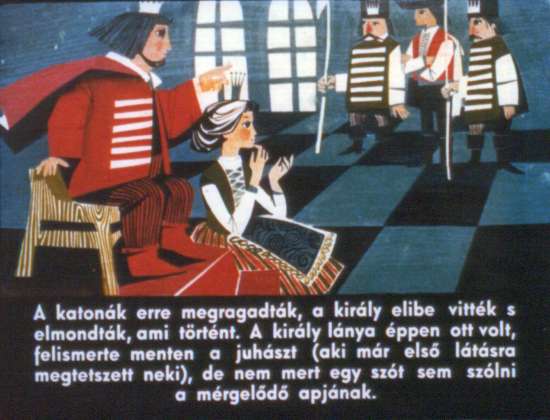 A katonák erre megragadták, a király elibe vitték s
elmondták, ami történt. A király lánya éppen ott volt,
felismerte menten a juhászt (aki már első látásra
megtetszett neki), de nem mert egy szót sem szólni
a mérgelődő apjának.